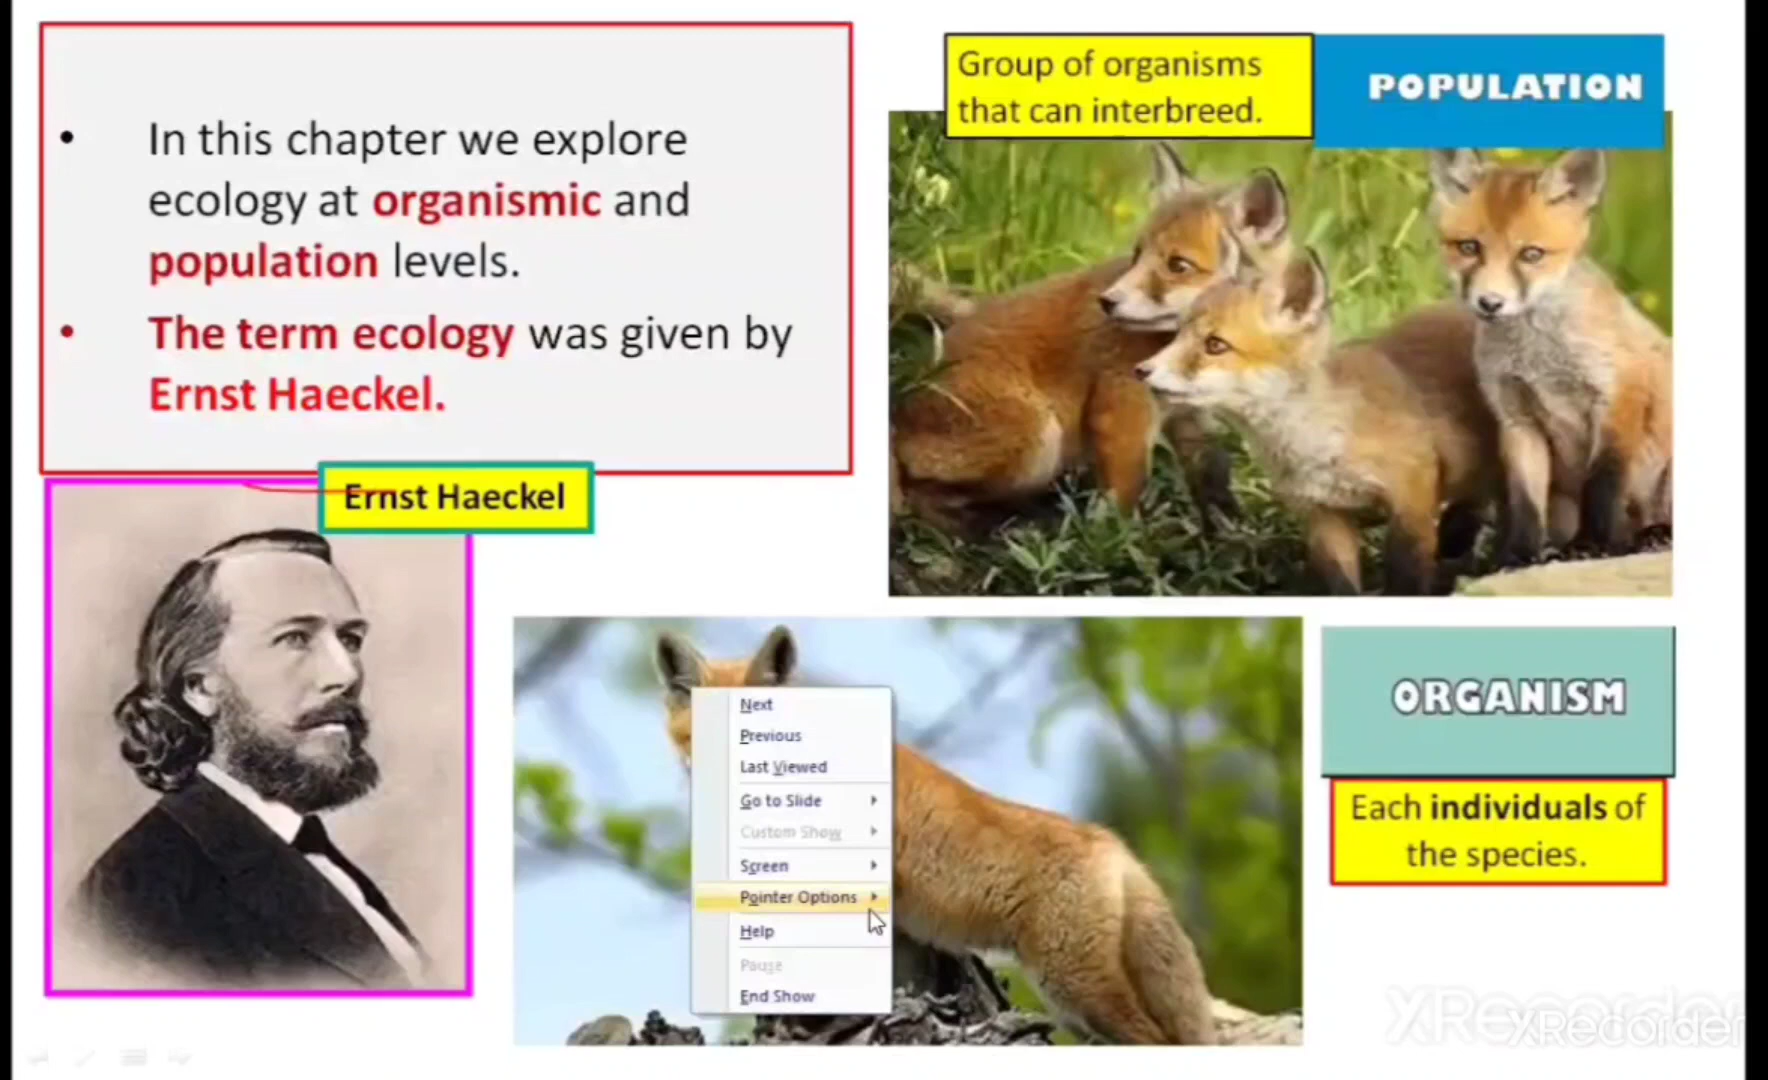 • In this chapter we explore
ecology at organismic and
population levels.
• The term ecology was given by
Ernst Haeckel.
Group of organisms
that can interbreed.
POPULATION
Ernst Haeckel
Next
Previous
Last Viewed
Go to Slide
Custom Show
Screen
Pointer Options
Help
Pause
End Show
ORGANISM
Each individuals of
the species.
XRecorder
XRecorder